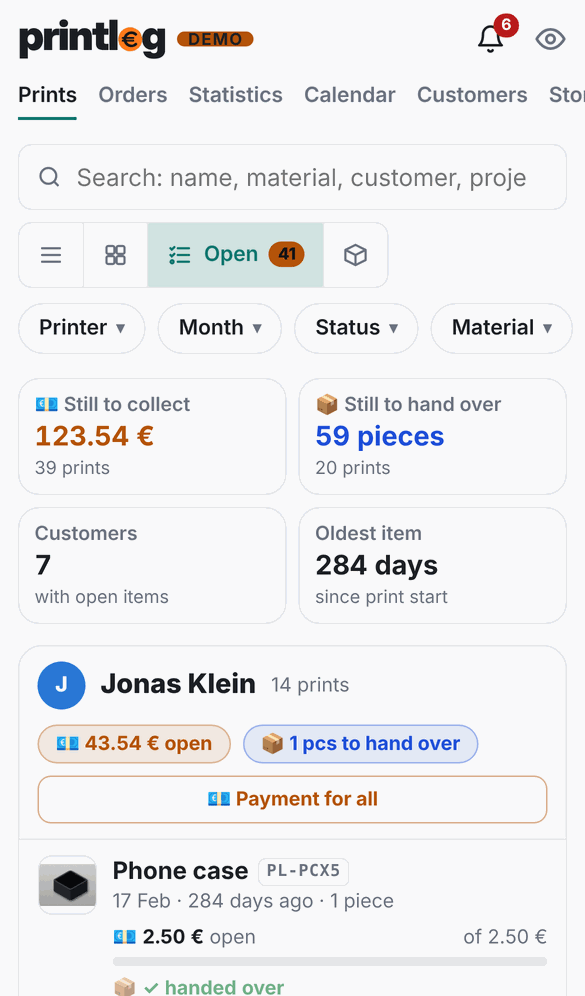 printl€g DEMO
6
Prints Orders Statistics Calendar Customers Stor
Search: name, material, customer, proje
Open 41
Printer ▾ Month ▾ Status ▾ Material ▾
Still to collect
123.54 €
39 prints
Still to hand over
59 pieces
20 prints
Customers
7
with open items
Oldest item
284 days
since print start
J Jonas Klein 14 prints
43.54 € open 1 pcs to hand over
Payment for all
Phone case PL-PCX5
17 Feb · 284 days ago · 1 piece
2.50 € open of 2.50 €
✓ handed over